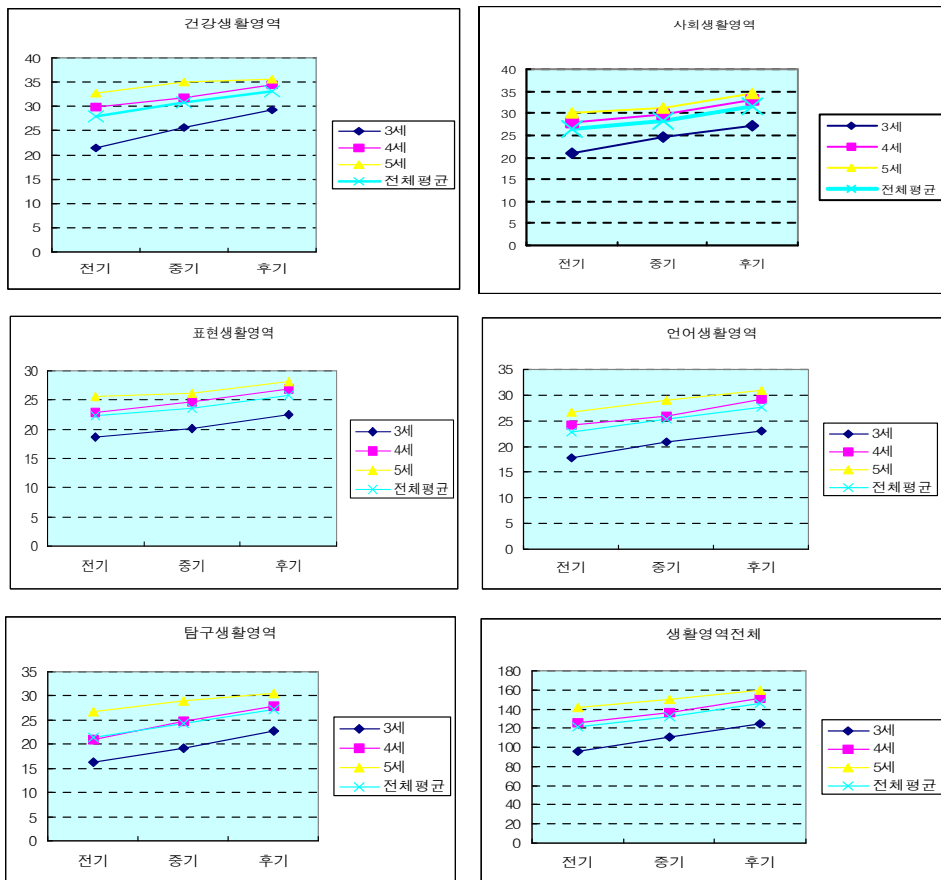 건강생활영역
40
35
30
25
20
15
10
5
0
전기 중기 후기
3세
4세
5세
전체평균
사회생활영역
40
35
30
25
20
15
10
5
0
전기 중기 후기
3세
4세
5세
전체평균
표현생활영역
30
25
20
15
10
5
0
전기 중기 후기
3세
4세
5세
전체평균
언어생활영역
35
30
25
20
15
10
5
0
전기 중기 후기
3세
4세
5세
전체평균
탐구생활영역
35
30
25
20
15
10
5
0
전기 중기 후기
3세
4세
5세
전체평균
생활영역전체
180
160
140
120
100
80
60
40
20
0
전기 중기 후기
3세
4세
5세
전체평균